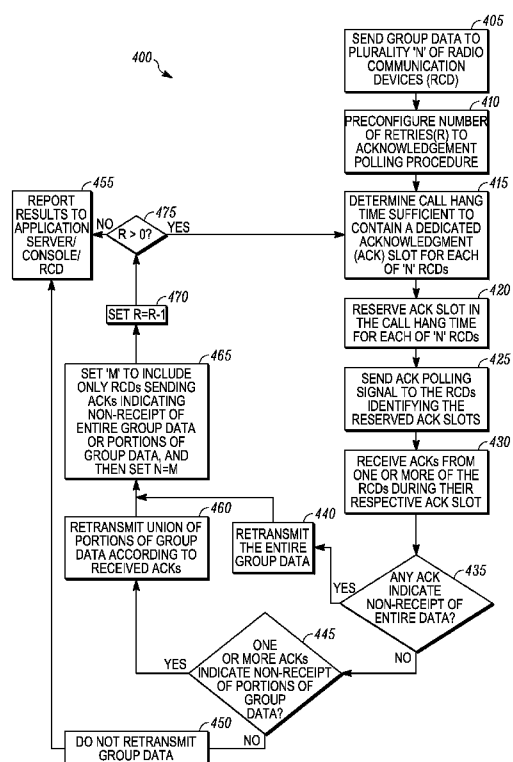 400
405
SEND GROUP DATA TO
PLURALITY 'N' OF RADIO
COMMUNICATION
DEVICES (RCD)
410
PRECONFIGURE NUMBER
OF RETRIES(R) TO
ACKNOWLEDGEMENT
POLLING PROCEDURE
415
DETERMINE CALL HANG
TIME SUFFICIENT TO
CONTAIN A DEDICATED
ACKNOWLEDGMENT
(ACK) SLOT FOR EACH
OF 'N' RCDs
420
RESERVE ACK SLOT IN
THE CALL HANG TIME
FOR EACH OF 'N' RCDs
425
SEND ACK POLLING
SIGNAL TO THE RCDs
IDENTIFYING THE
RESERVED ACK SLOTS
430
RECEIVE ACKs FROM
ONE OR MORE OF THE
RCDs DURING THEIR
RESPECTIVE ACK SLOT
435
ANY ACK
INDICATE
NON-RECEIPT OF
ENTIRE DATA?
YES
NO
440
RETRANSMIT
THE ENTIRE
GROUP DATA
445
ONE
OR MORE ACKs
INDICATE NON-RECEIPT
OF PORTIONS OF
GROUP
DATA?
YES
NO
450
DO NOT RETRANSMIT
GROUP DATA
460
RETRANSMIT UNION OF
PORTIONS OF GROUP
DATA ACCORDING TO
RECEIVED ACKs
465
SET 'M' TO INCLUDE
ONLY RCDs SENDING
ACKs INDICATING
NON-RECEIPT OF
ENTIRE GROUP DATA
OR PORTIONS OF
GROUP DATA, AND
THEN SET N=M
470
SET R=R-1
475
R > 0?
NO
YES
455
REPORT
RESULTS TO
APPLICATION
SERVER/
CONSOLE/
RCD